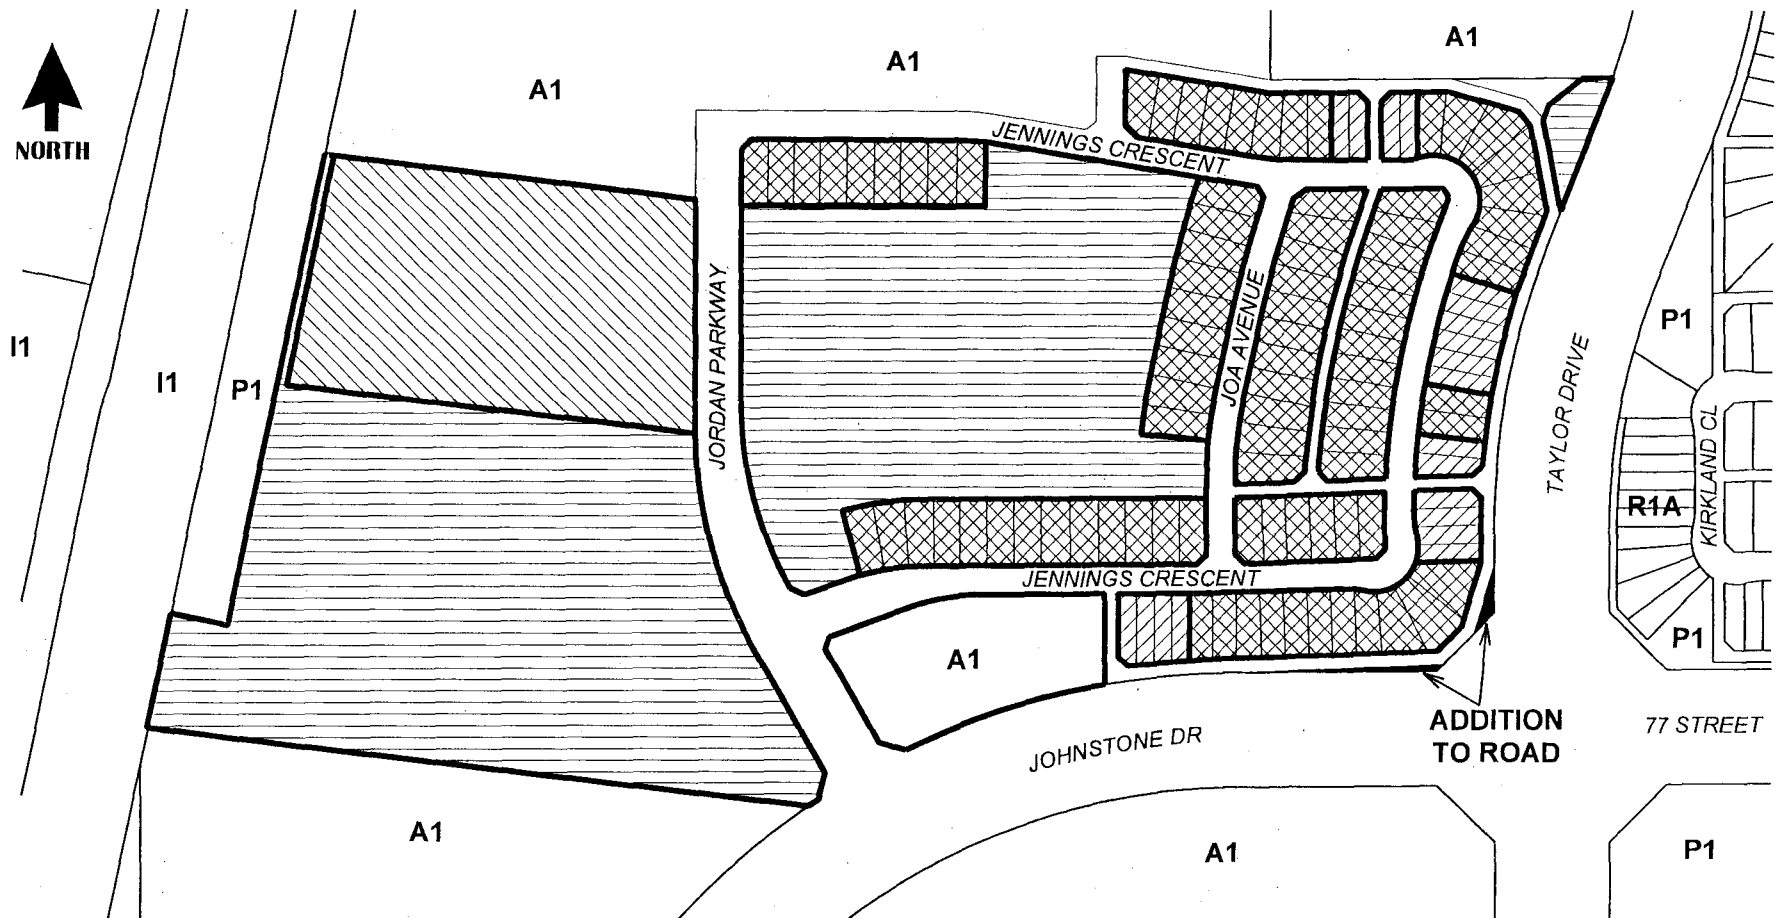 A1
A1
A1
NORTH
JENNINGS CRESCENT
JORDAN PARKWAY
JOA AVENUE
TAYLOR DRIVE
P1
I1
I1
P1
KIRKLAND CL
R1A
JENNINGS CRESCENT
P1
A1
ADDITION
TO ROAD
77 STREET
JOHNSTONE DR
A1
A1
P1